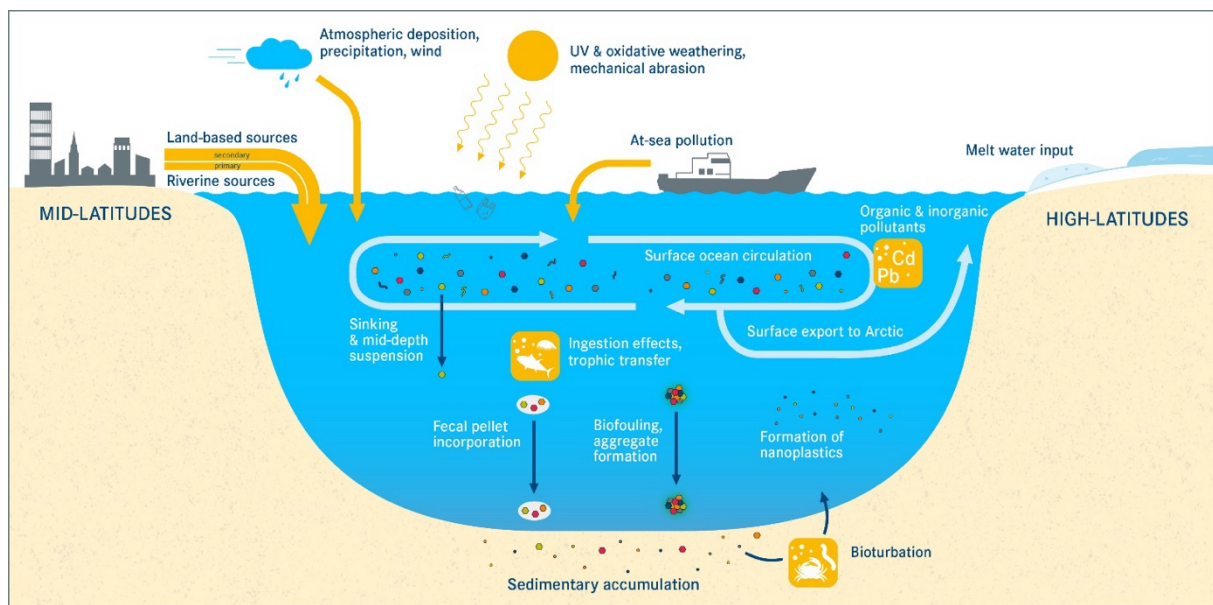 Atmospheric deposition,
precipitation, wind
UV & oxidative weathering,
mechanical abrasion
Land-based sources
secondary
primary
Riverine sources
At-sea pollution
Melt water input
MID-LATITUDES
HIGH-LATITUDES
Organic & inorganic
pollutants
Cd
Pb
Surface ocean circulation
Sinking
& mid-depth
suspension
Surface export to Arctic
Ingestion effects,
trophic transfer
Fecal pellet
incorporation
Biofouling,
aggregate
formation
Formation of
nanoplastics
Bioturbation
Sedimentary accumulation